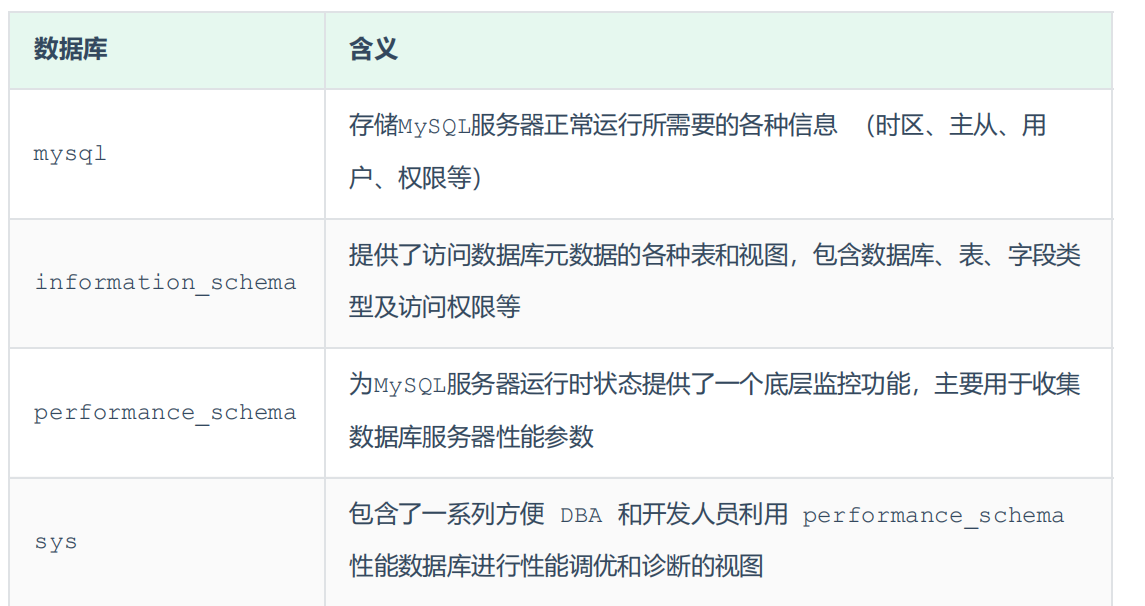 数据库 含义
mysql
存储MySQL服务器正常运行所需要的各种信息 （时区、主从、用
户、权限等）
information_schema
提供了访问数据库元数据的各种表和视图，包含数据库、表、字段类
型及访问权限等
performance_schema
为MySQL服务器运行时状态提供了一个底层监控功能，主要用于收集
数据库服务器性能参数
sys
包含了一系列方便 DBA 和开发人员利用 performance_schema
性能数据库进行性能调优和诊断的视图